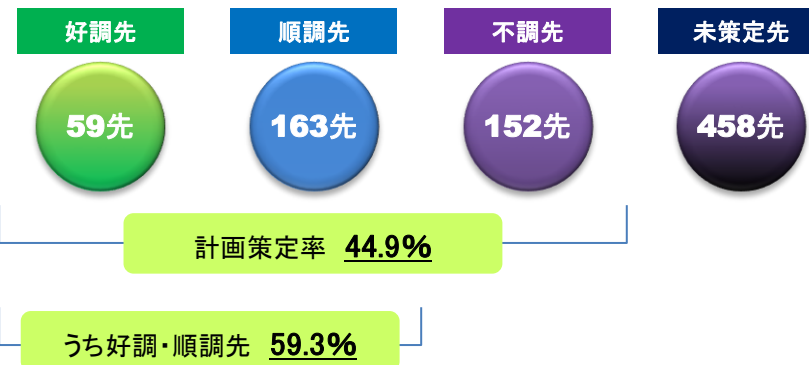 好調先
順調先
不調先
未策定先
59先
163先
152先
458先
計画策定率 44.9%
うち好調・順調先 59.3%